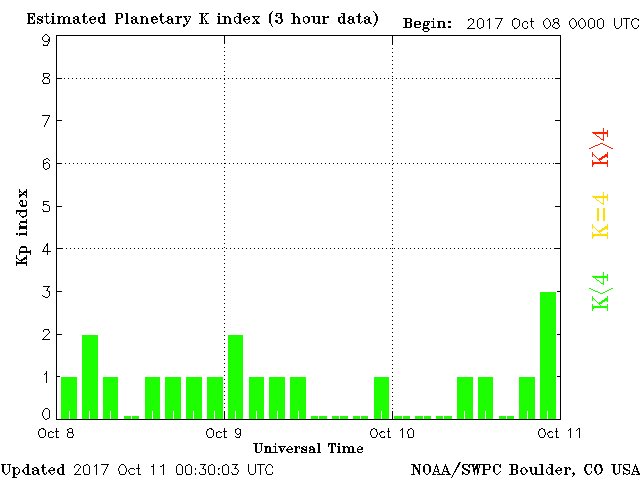 Estimated Planetary K index (3 hour data)
Begin: 2017 Oct 08 0000 UTC
9
8
7
6
5
4
3
2
1
0
Kp index
K>4
K=4
K<4
Oct 8
Oct 9
Oct 10
Oct 11
Universal Time
Updated 2017 Oct 11 00:30:03 UTC
NOAA/SWPC Boulder, CO USA